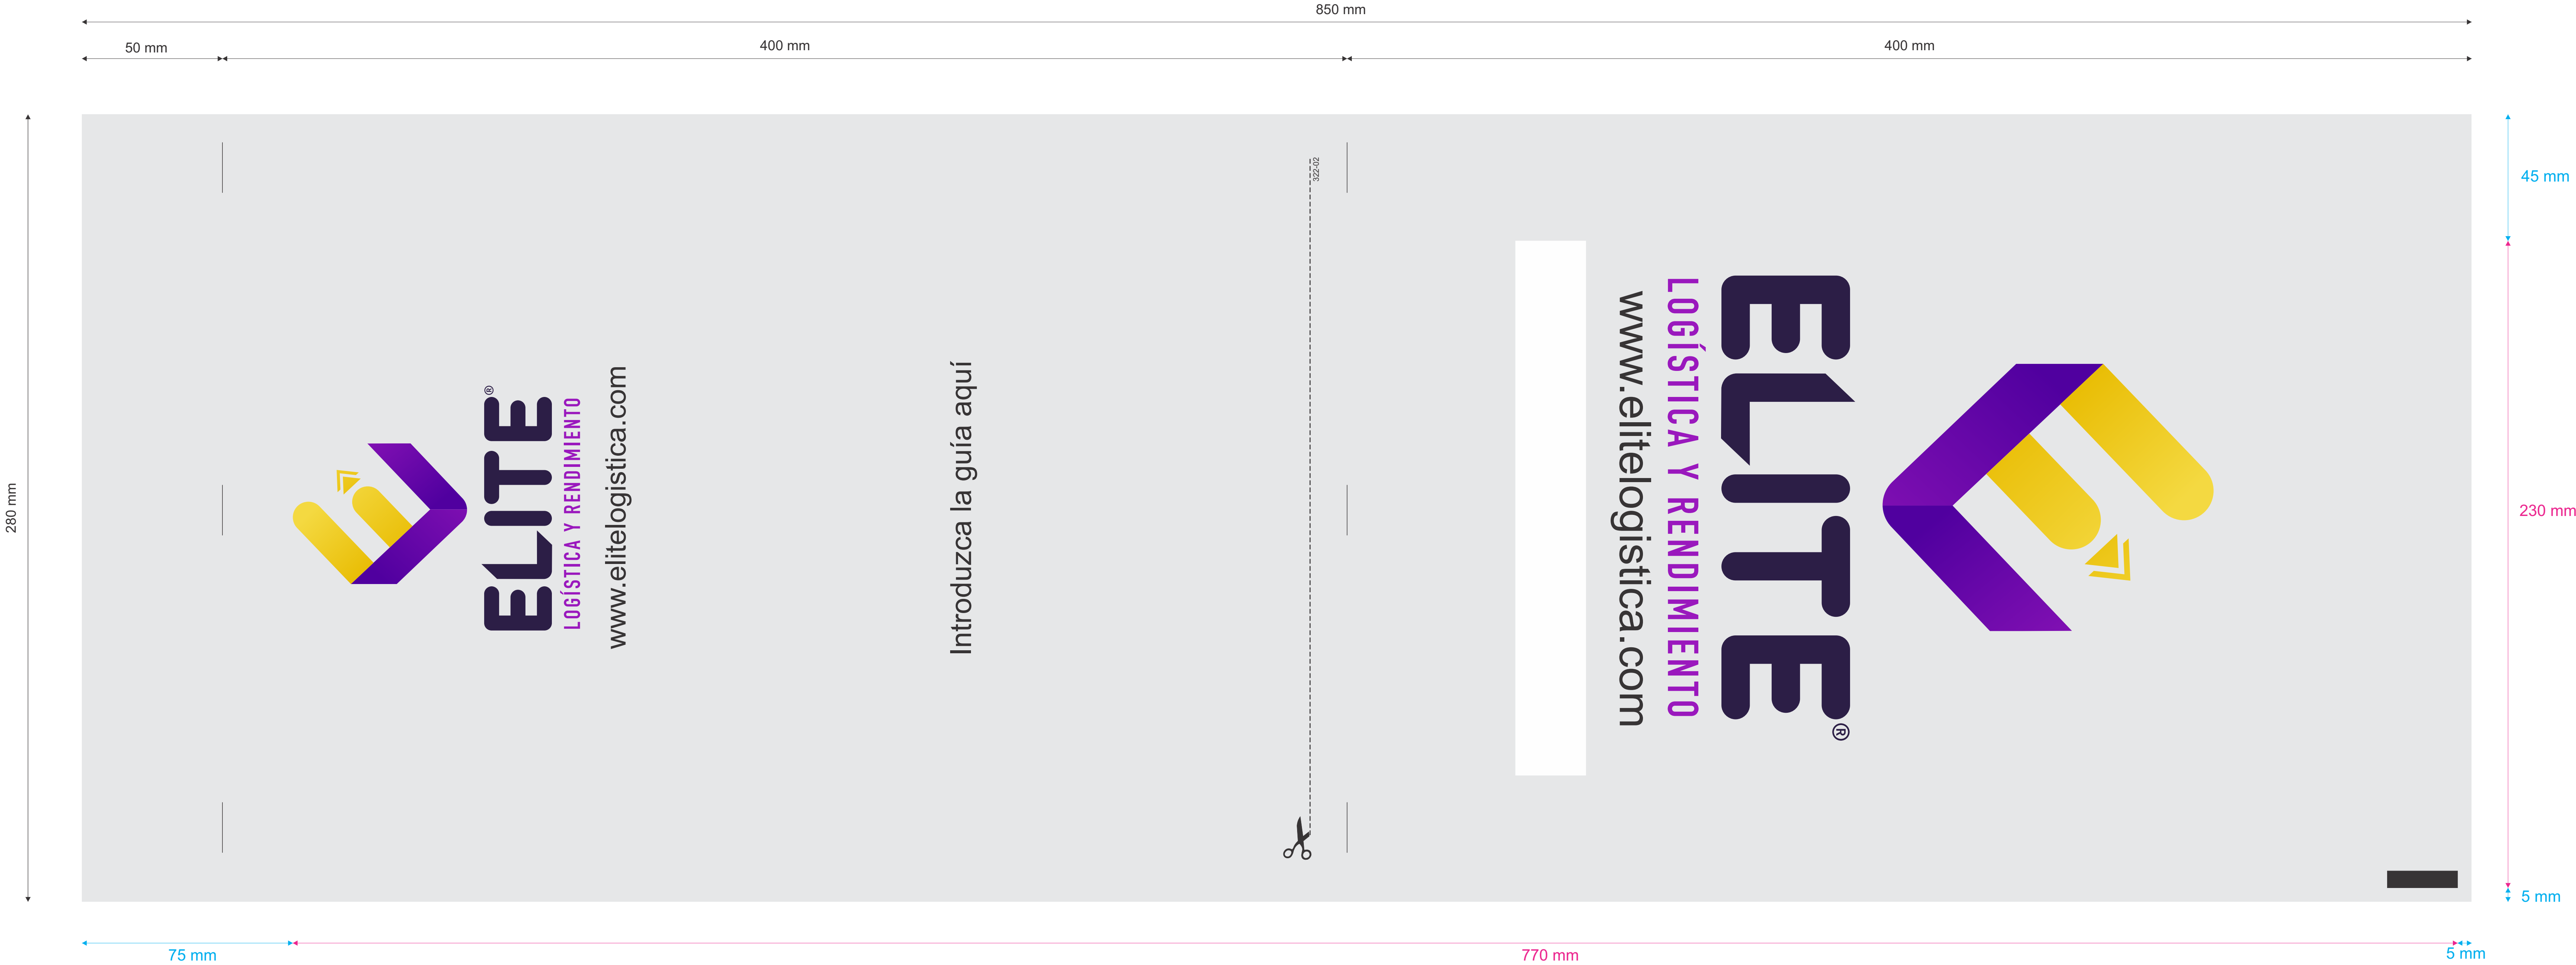 850 mm
50 mm
400 mm
400 mm
280 mm
ELITE®
LOGÍSTICA Y RENDIMIENTO
www.elitelogistica.com
Introduzca la guía aquí
322-02
ELITE®
LOGÍSTICA Y RENDIMIENTO
www.elitelogistica.com
45 mm
230 mm
5 mm
75 mm
770 mm
5 mm